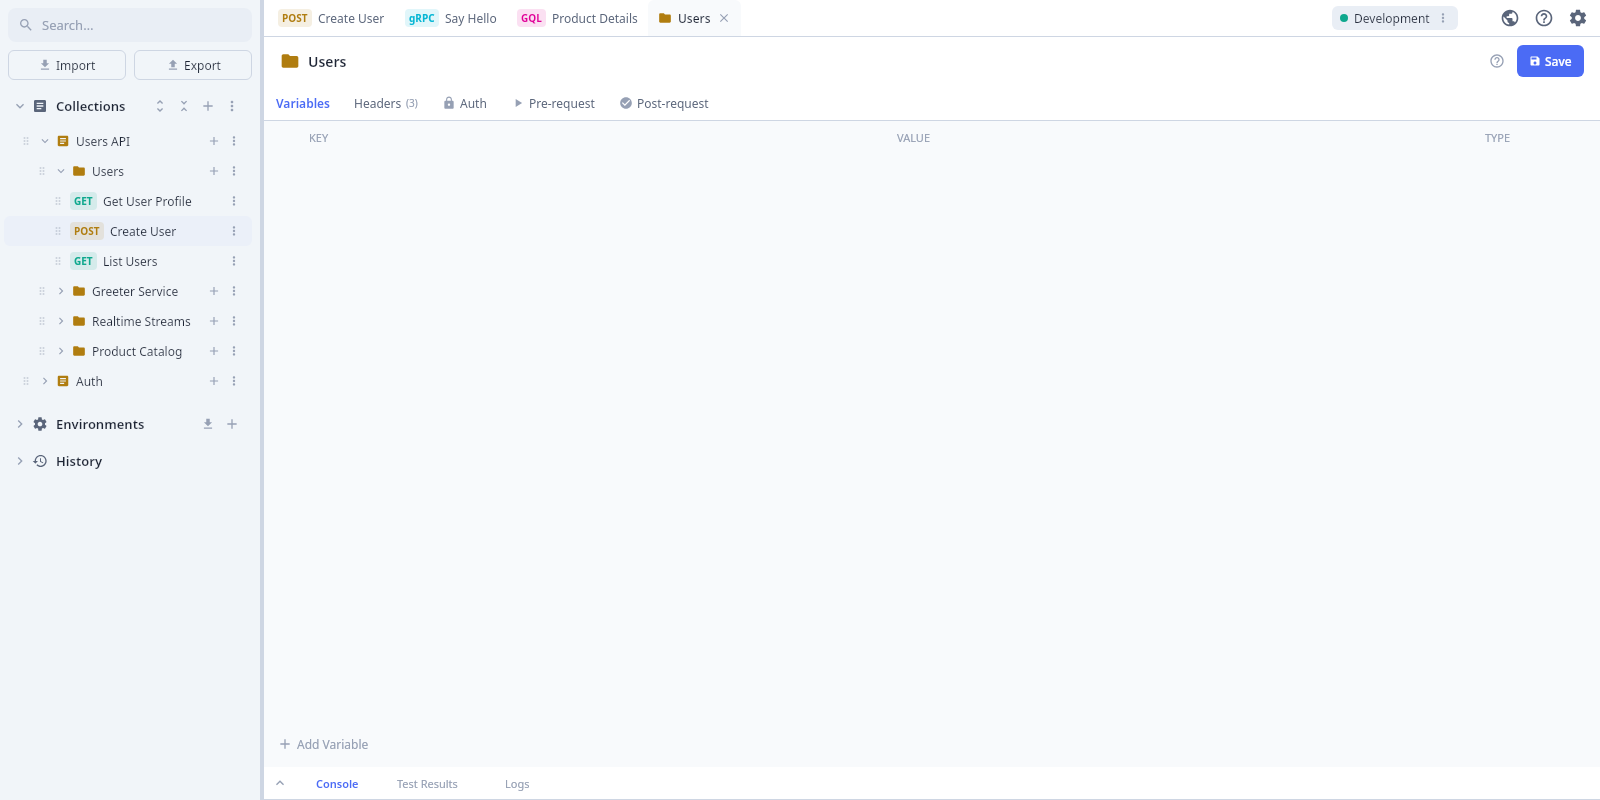 Search...
Import
Export
Collections
Users API
Users
GET Get User Profile
POST Create User
GET List Users
Greeter Service
Realtime Streams
Product Catalog
Auth
Environments
History
POST Create User
gRPC Say Hello
GQL Product Details
Users
Development
Users
Save
Variables
Headers (3)
Auth
Pre-request
Post-request
KEY
VALUE
TYPE
Add Variable
Console
Test Results
Logs